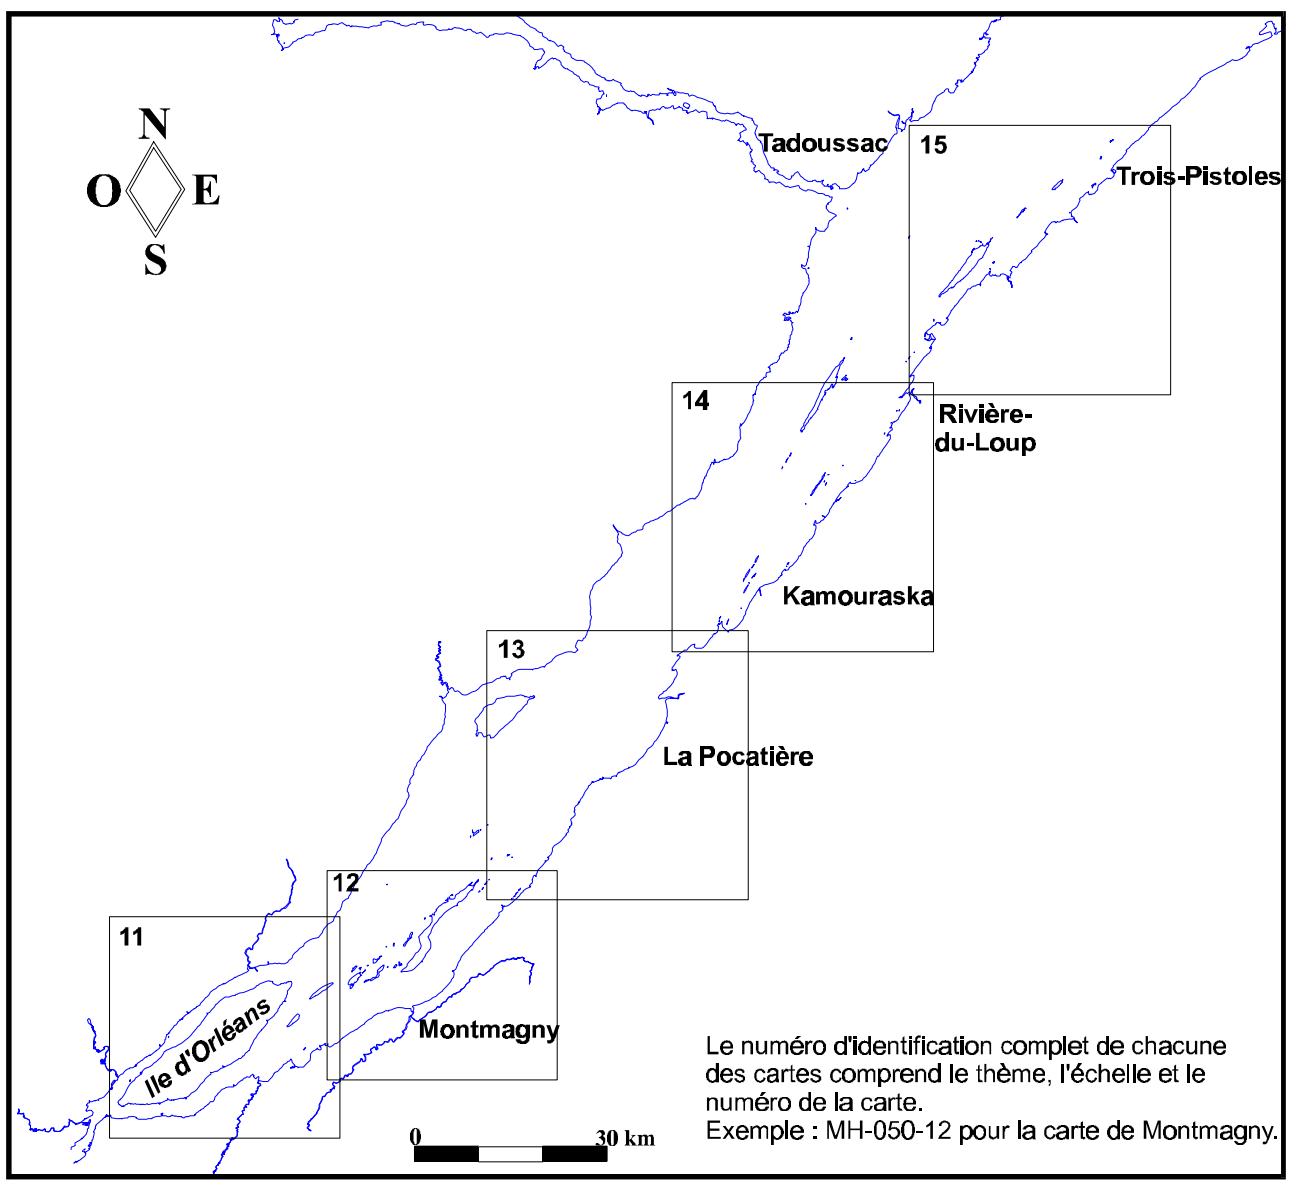 N
O E
S
Tadoussac
15
Trois-Pistoles
14
Rivière-
du-Loup
Kamouraska
13
La Pocatière
12
11
Ile d'Orléans
Montmagny
Le numéro d'identification complet de chacune
des cartes comprend le thème, l'échelle et le
numéro de la carte.
Exemple : MH-050-12 pour la carte de Montmagny.
0 30 km